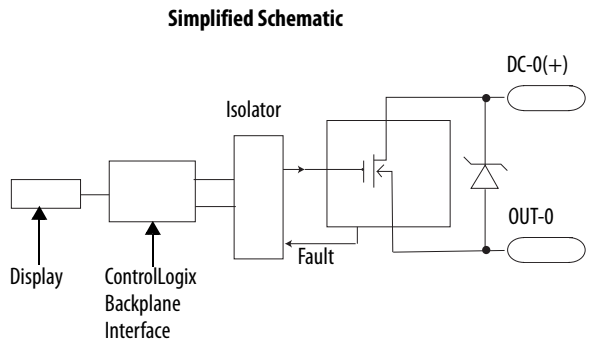 Simplified Schematic
DC-0(+)
Isolator
OUT-0
Fault
Display
ControlLogix
Backplane
Interface